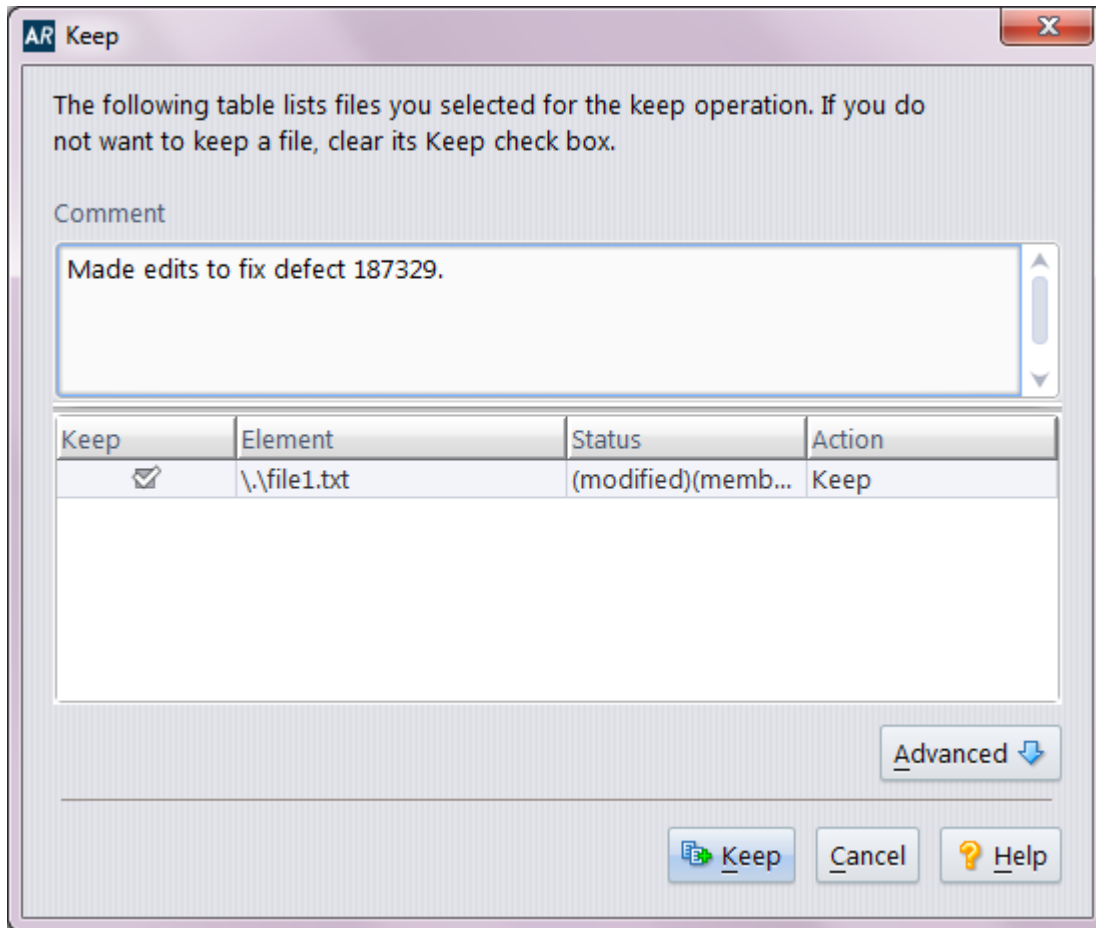 AR Keep
X
The following table lists files you selected for the keep operation. If you do
not want to keep a file, clear its Keep check box.
Comment
Made edits to fix defect 187329.
Keep Element Status Action
\.\file1.txt (modified)(memb... Keep
Advanced
Keep Cancel ? Help